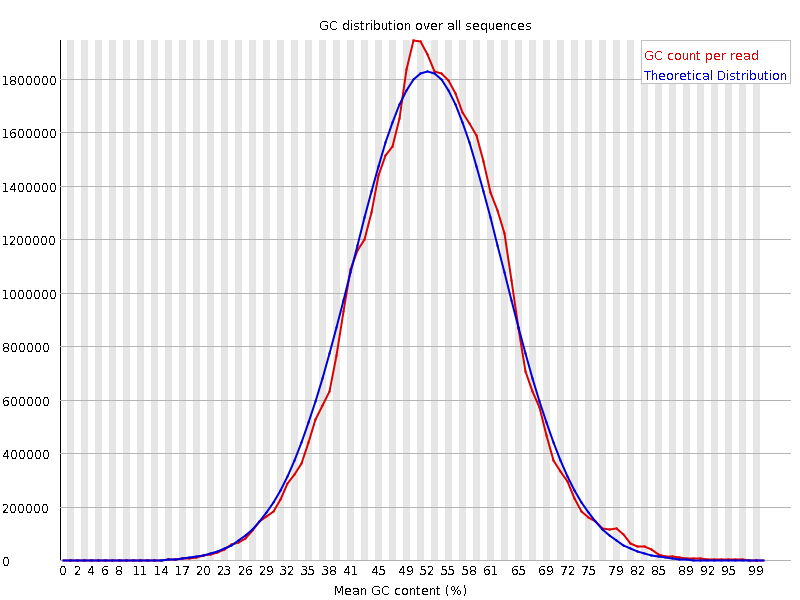 GC distribution over all sequences
GC count per read
Theoretical Distribution
1800000
1600000
1400000
1200000
1000000
800000
600000
400000
200000
0
0 2 4 6 8 11 14 17 20 23 26 29 32 35 38 41 45 49 52 55 58 61 65 69 72 75 79 82 85 89 92 95 99
Mean GC content (%)